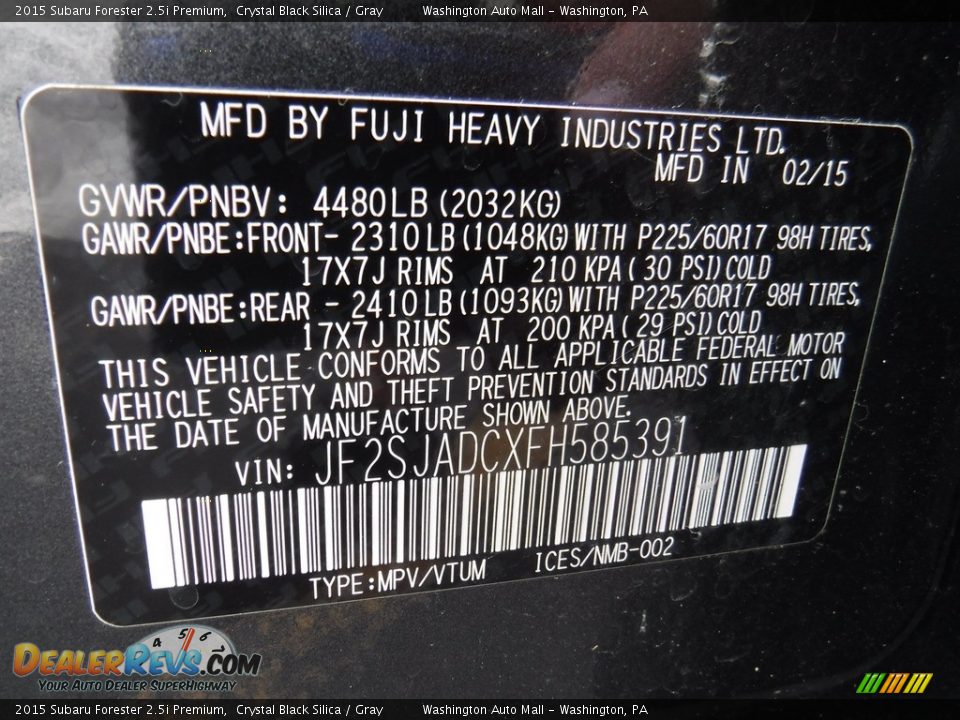 2015 Subaru Forester 2.5i Premium,  Crystal Black Silica / Gray  Washington Auto Mall - Washington, PA
MFD BY FUJI HEAVY INDUSTRIES LTD.
MFD IN 02/15
GVWR/PNBV: 4480LB (2032KG)
GAWR/PNBE:FRONT- 2310LB (1048KG) WITH P225/60R17 98H TIRES,
17X7J RIMS AT 210 KPA( 30 PSI) COLD
GAWR/PNBE:REAR - 2410LB (1093KG) WITH P225/60R17 98H TIRES,
17X7J RIMS AT 200 KPA( 29 PSI) COLD
THIS VEHICLE CONFORMS TO ALL APPLICABLE FEDERAL MOTOR
VEHICLE SAFETY AND THEFT PREVENTION STANDARDS IN EFFECT ON
THE DATE OF MANUFACTURE SHOWN ABOVE.
VIN: JF2SJADCXFH585391
TYPE:MPV/VTUM ICES/NMB-002
4 5 6 7
DealerRevs.com
Your Auto Dealer SuperHighway
2015 Subaru Forester 2.5i Premium,  Crystal Black Silica / Gray  Washington Auto Mall - Washington, PA